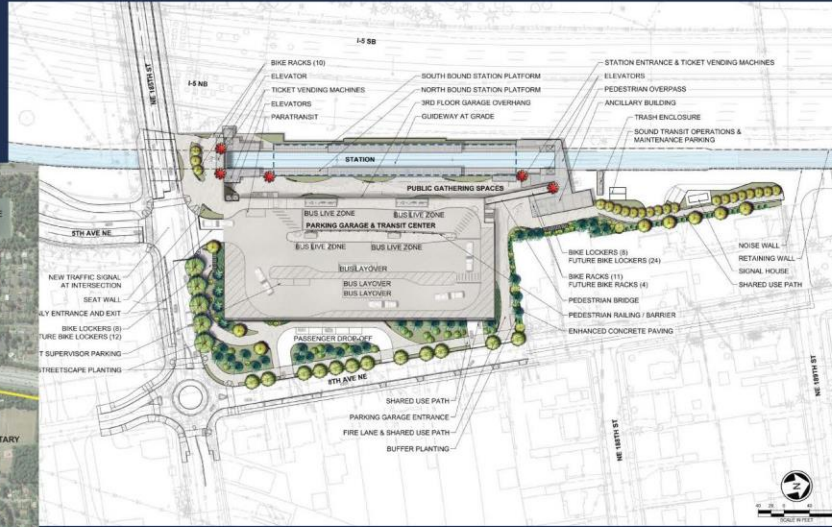 I-5 SB
I-5 NB
NE 185TH ST
BIKE RACKS (10)
ELEVATOR
TICKET VENDING MACHINES
ELEVATORS
PARATRANSIT
SOUTH BOUND STATION PLATFORM
NORTH BOUND STATION PLATFORM
3RD FLOOR GARAGE OVERHANG
GUIDEWAY AT GRADE
STATION ENTRANCE & TICKET VENDING MACHINES
ELEVATORS
PEDESTRIAN OVERPASS
ANCILLARY BUILDING
TRASH ENCLOSURE
SOUND TRANSIT OPERATIONS &
MAINTENANCE PARKING
STATION
PUBLIC GATHERING SPACES
BUS LIVE ZONE
BUS LIVE ZONE
PARKING GARAGE & TRANSIT CENTER
BUS LIVE ZONE
BUS LIVE ZONE
BUS LAYOVER
BUS LAYOVER
BUS LAYOVER
5TH AVE NE
NEW TRAFFIC SIGNAL
AT INTERSECTION
SEAT WALL
ENTRANCE AND EXIT
BIKE LOCKERS (8)
BIKE LOCKERS (12)
SUPERVISOR PARKING
STREETSCAPE PLANTING
PASSENGER DROP-OFF
8TH AVE NE
BIKE LOCKERS (8)
FUTURE BIKE LOCKERS (24)
BIKE RACKS (11)
FUTURE BIKE RACKS (4)
PEDESTRIAN BRIDGE
PEDESTRIAN RAILING / BARRIER
ENHANCED CONCRETE PAVING
NOISE WALL
RETAINING WALL
SIGNAL HOUSE
SHARED USE PATH
SHARED USE PATH
PARKING GARAGE ENTRANCE
FIRE LANE & SHARED USE PATH
BUFFER PLANTING
NE 188TH ST
NE 189TH ST
TARY
N
SCALE IN FEET